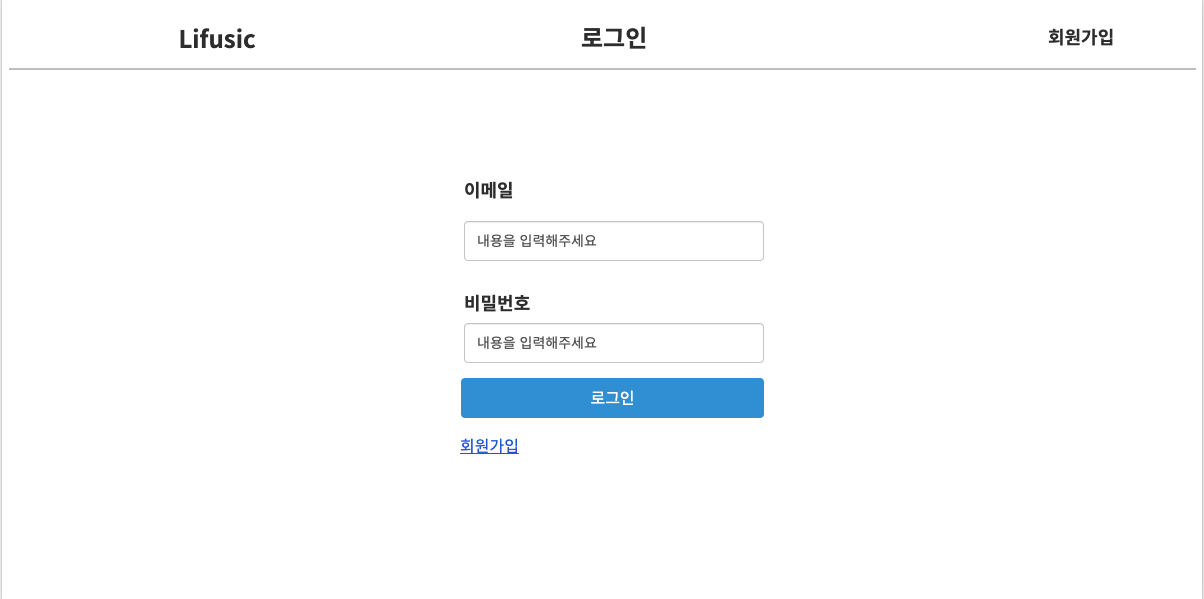 Lifusic
로그인
회원가입
이메일
내용을 입력해주세요
비밀번호
내용을 입력해주세요
로그인
회원가입